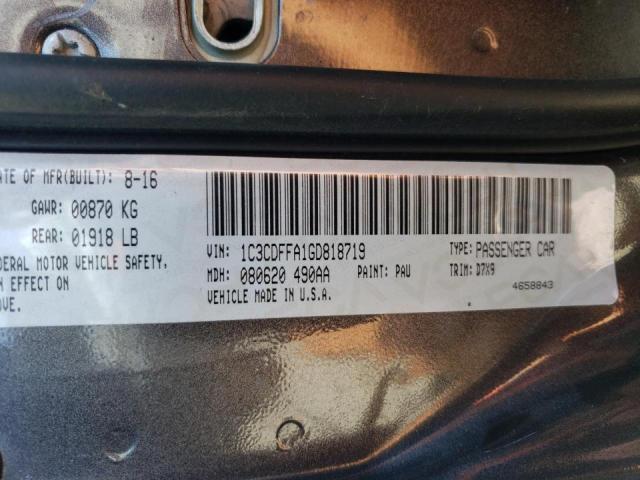 ATE OF MFR(BUILT): 8-16
GAWR: 00870 KG
REAR: 01918 LB
DERAL MOTOR VEHICLE SAFETY,
N EFFECT ON
OVE.
VIN: 1C3CDFFA1GD818719 TYPE: PASSENGER CAR
MDH: 080620 490AA PAINT: PAU TRIM: D7X9
VEHICLE MADE IN U.S.A. 4658843